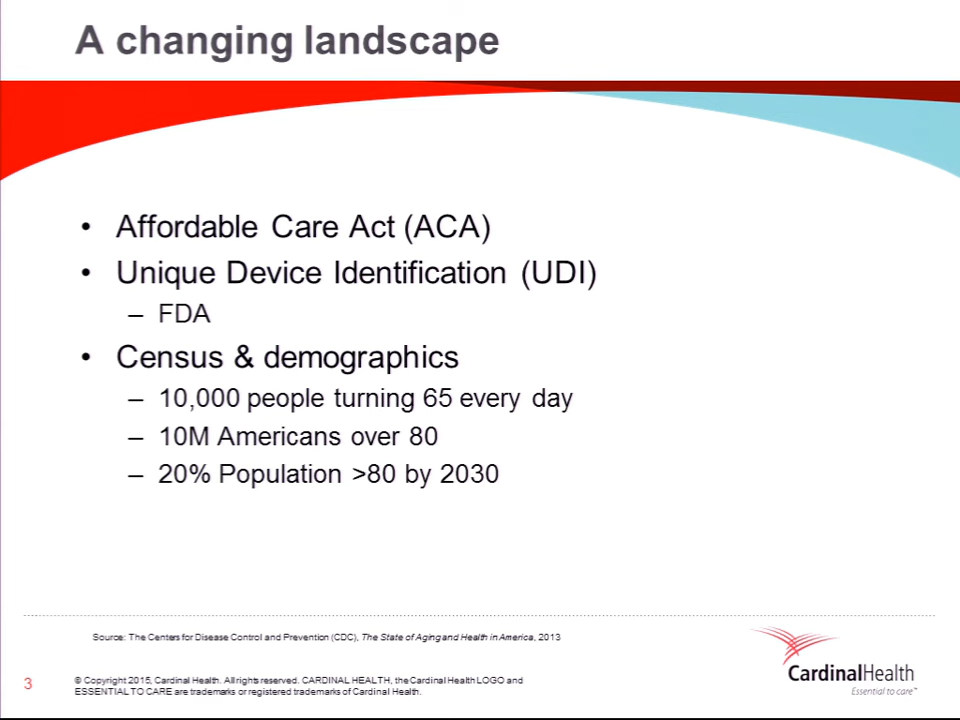 A changing landscape
• Affordable Care Act (ACA)
• Unique Device Identification (UDI)
– FDA
• Census & demographics
– 10,000 people turning 65 every day
– 10M Americans over 80
– 20% Population >80 by 2030
Source: The Centers for Disease Control and Prevention (CDC), The State of Aging and Health in America, 2013
3
© Copyright 2015, Cardinal Health. All rights reserved. CARDINAL HEALTH, the Cardinal Health LOGO and
ESSENTIAL TO CARE are trademarks or registered trademarks of Cardinal Health.
CardinalHealth
Essential to care™